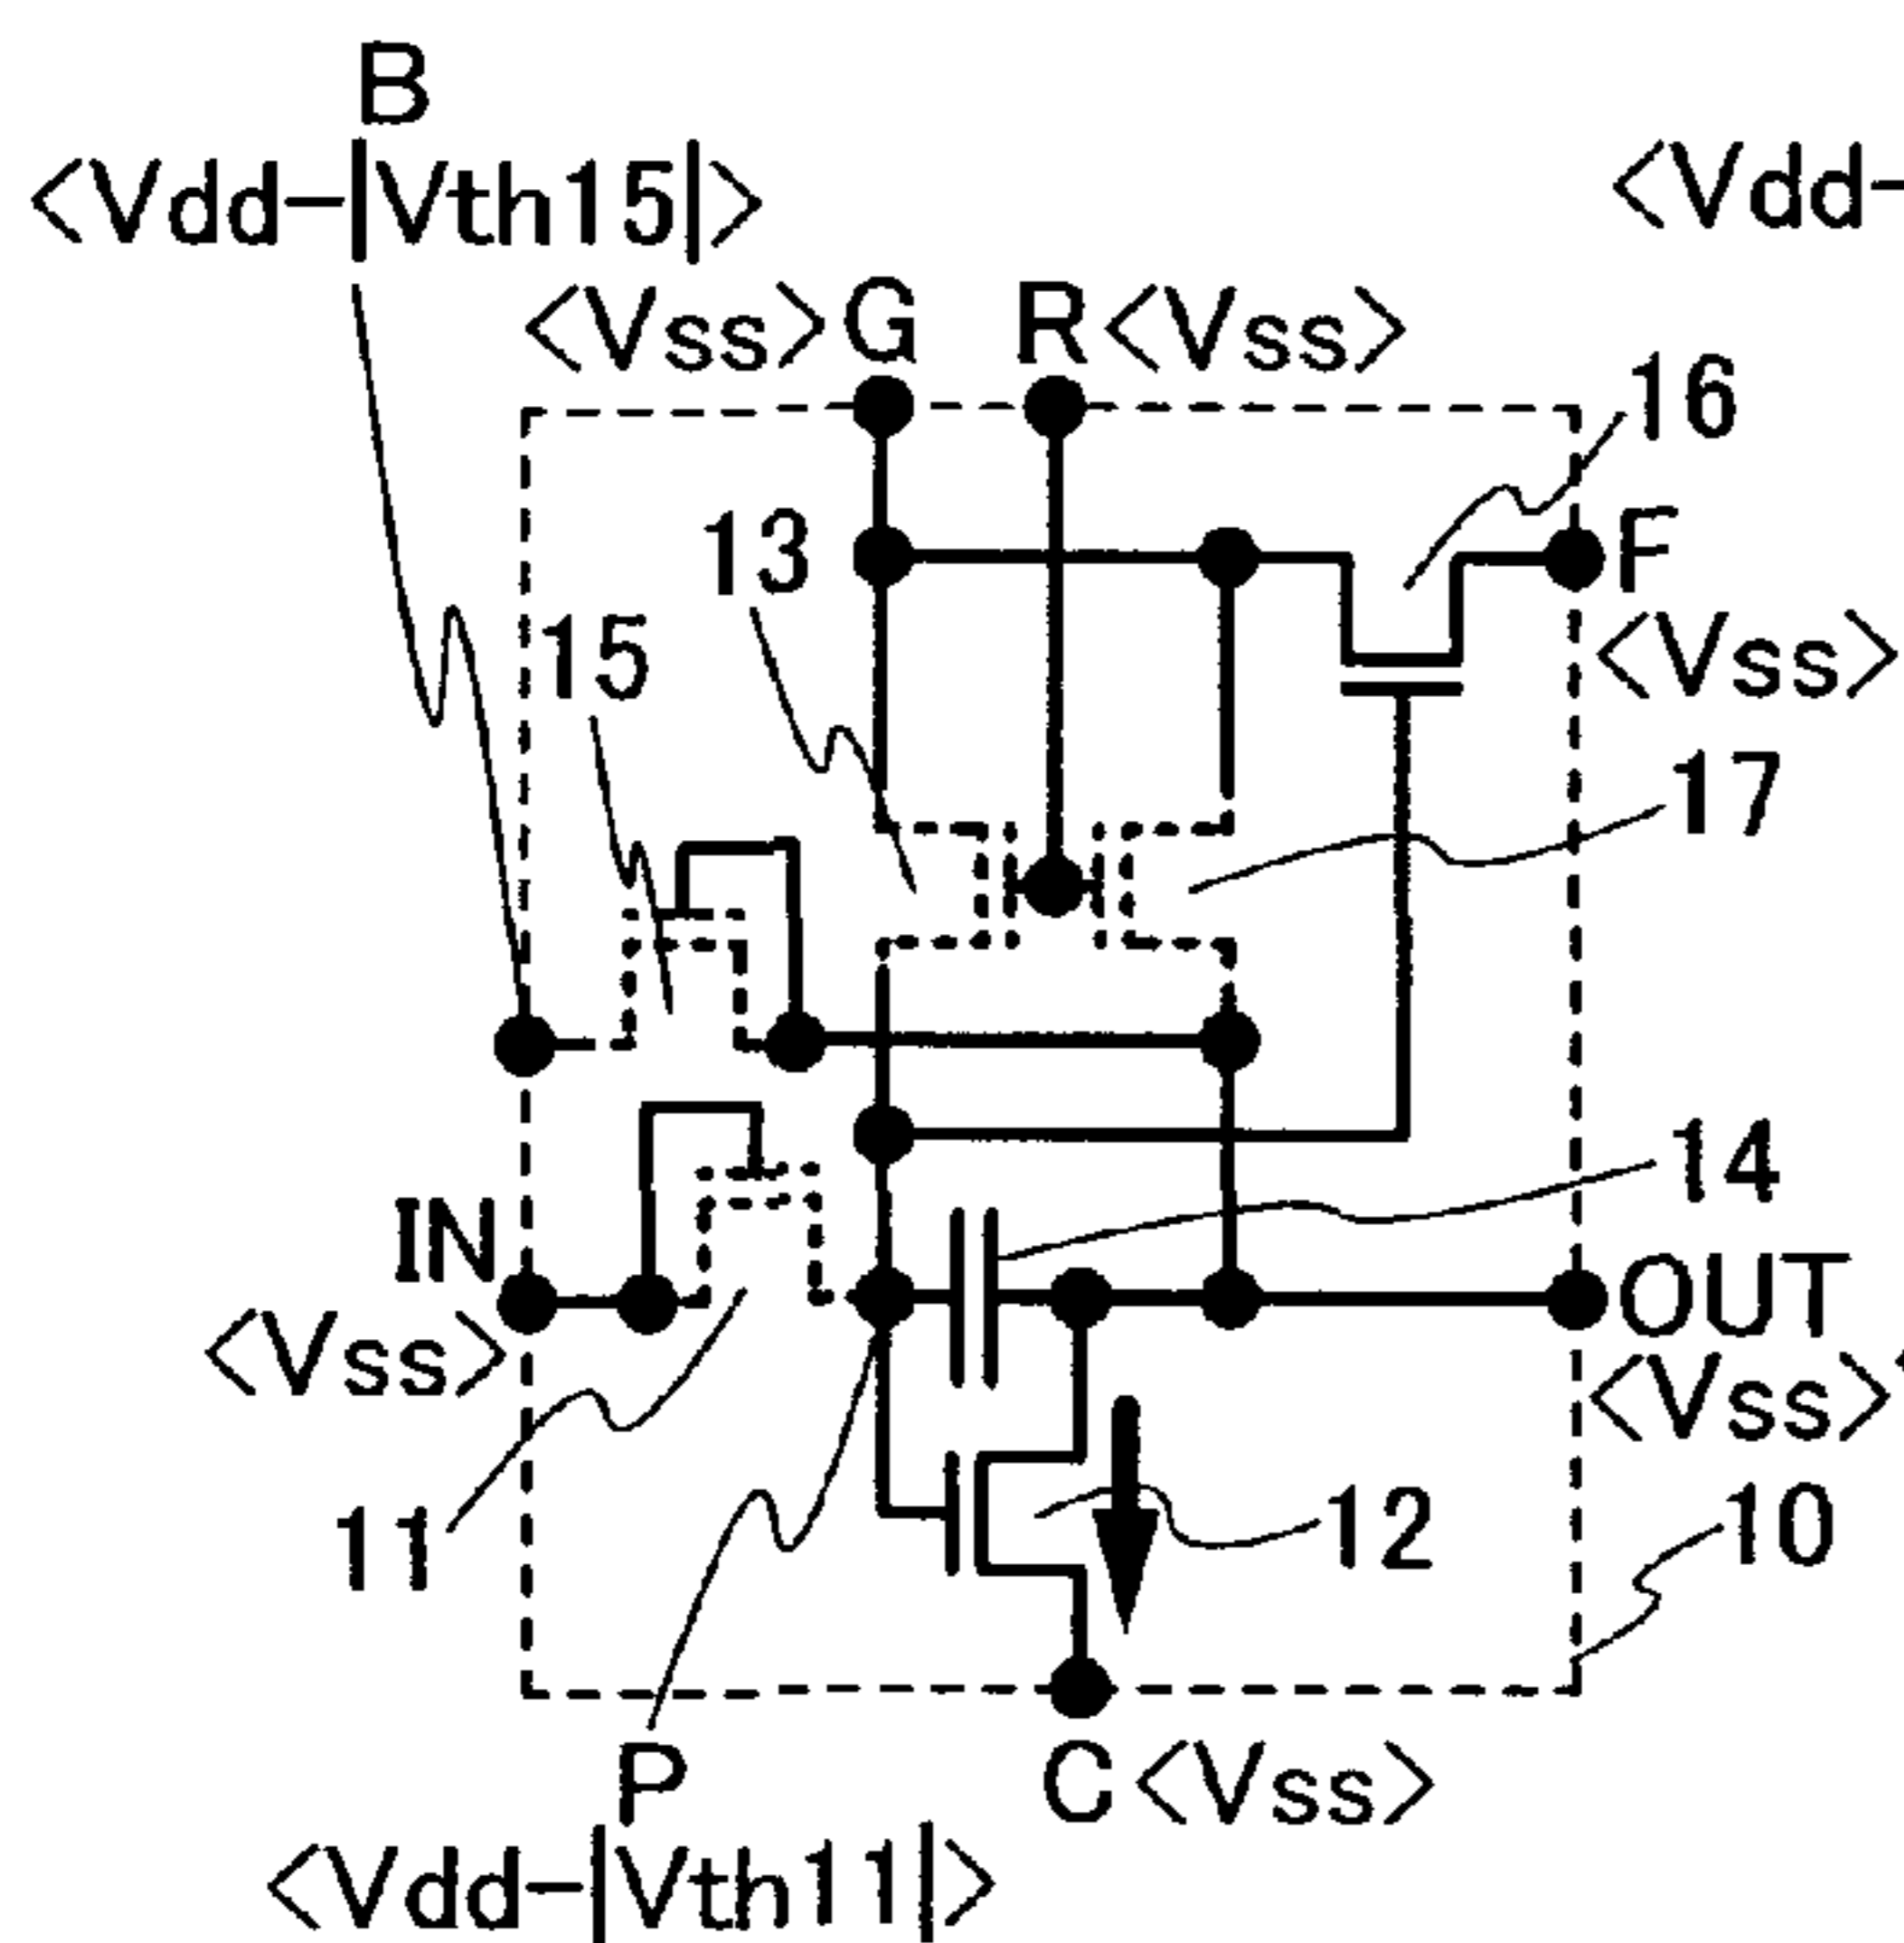 B
<Vdd-|Vth15|>
<Vdd-
<Vss>G R<Vss>
16
13
F
<Vss>
15
17
14
IN
<Vss>
OUT
<Vss>
11
12
10
P
<Vdd-|Vth11|>
C<Vss>